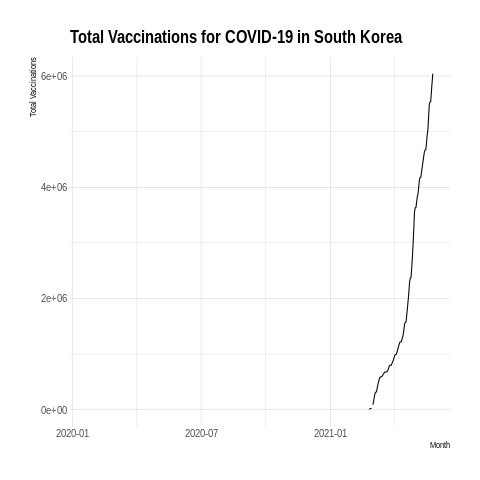 Total Vaccinations for COVID-19 in South Korea
Total Vaccinations
6e+06
4e+06
2e+06
0e+00
2020-01 2020-07 2021-01
Month